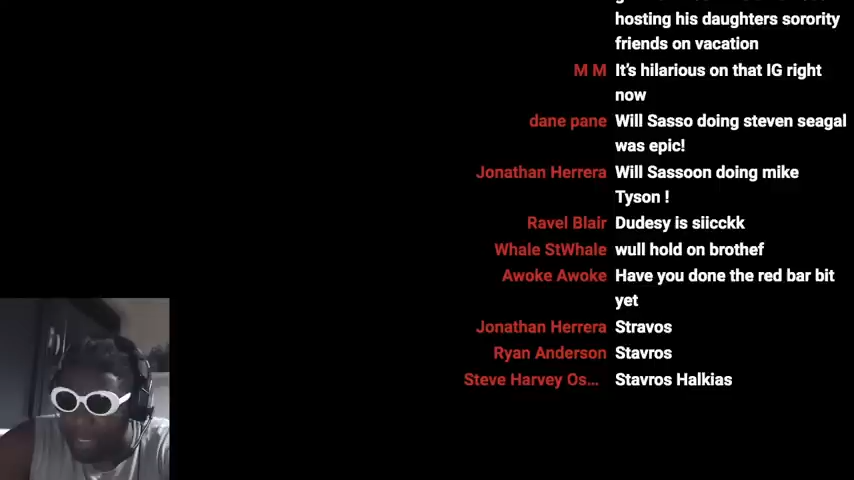 hosting his daughters sorority
friends on vacation
M M It's hilarious on that IG right
now
dane pane Will Sasso doing steven seagal
was epic!
Jonathan Herrera Will Sassoon doing mike
Tyson !
Ravel Blair Dudesy is siicckk
Whale StWhale wull hold on brothef
Awoke Awoke Have you done the red bar bit
yet
Jonathan Herrera Stravos
Ryan Anderson Stavros
Steve Harvey Os... Stavros Halkias